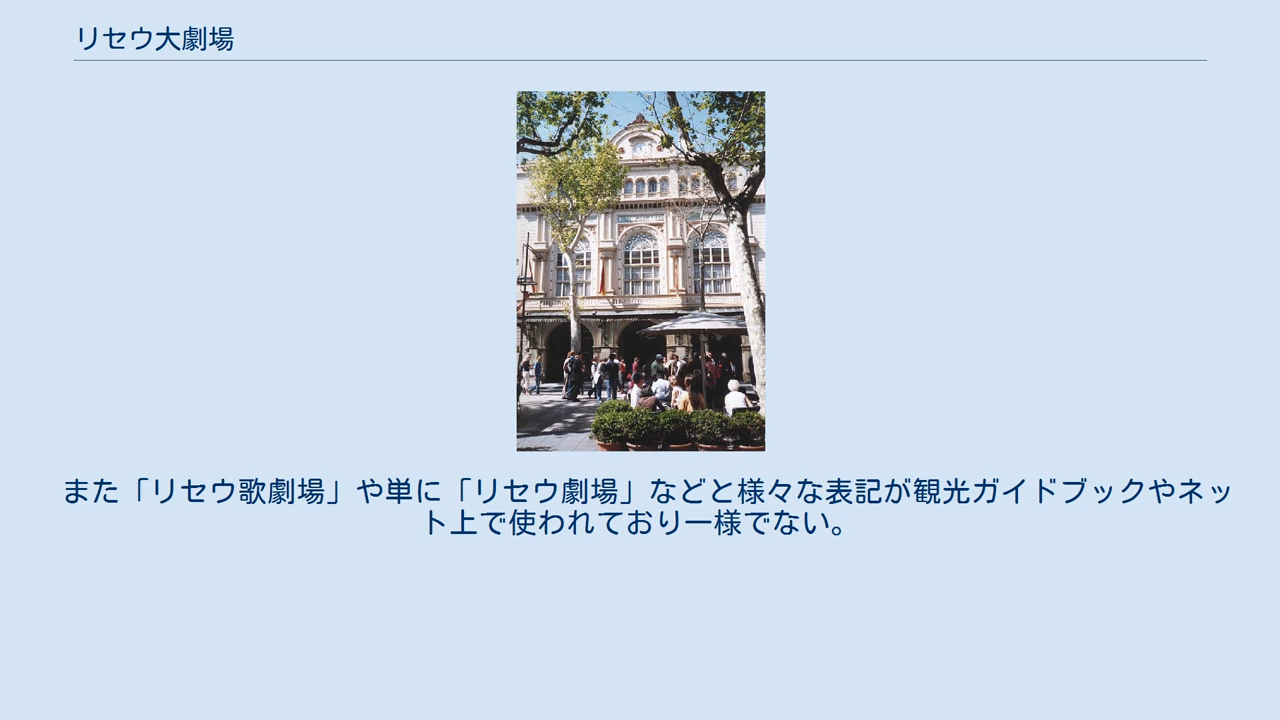 リセウ大劇場
また「リセウ歌劇場」や単に「リセウ劇場」などと様々な表記が観光ガイドブックやネッ
ト上で使われており一様でない。